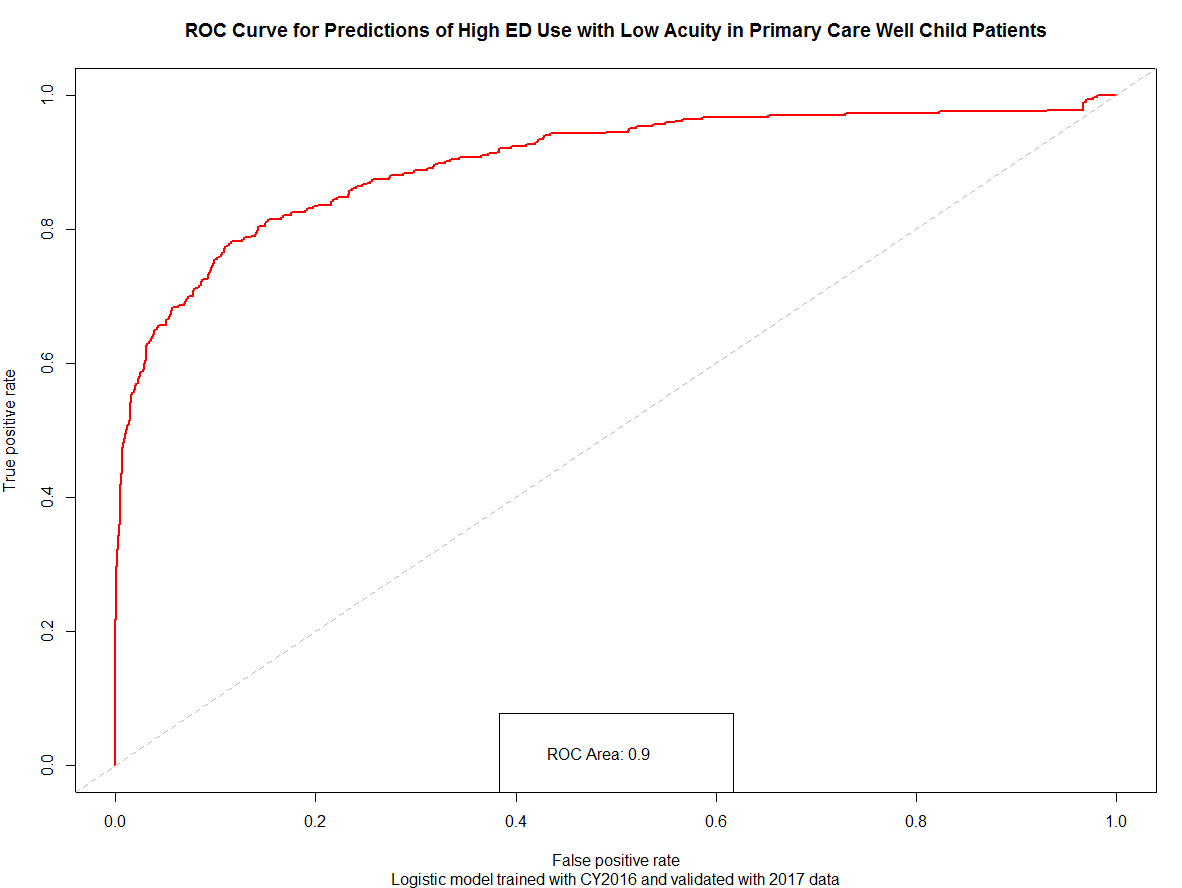 ROC Curve for Predictions of High ED Use with Low Acuity in Primary Care Well Child Patients
True positive rate
1.0
0.8
0.6
0.4
0.2
0.0
ROC Area: 0.9
0.0 0.2 0.4 0.6 0.8 1.0
False positive rate
Logistic model trained with CY2016 and validated with 2017 data